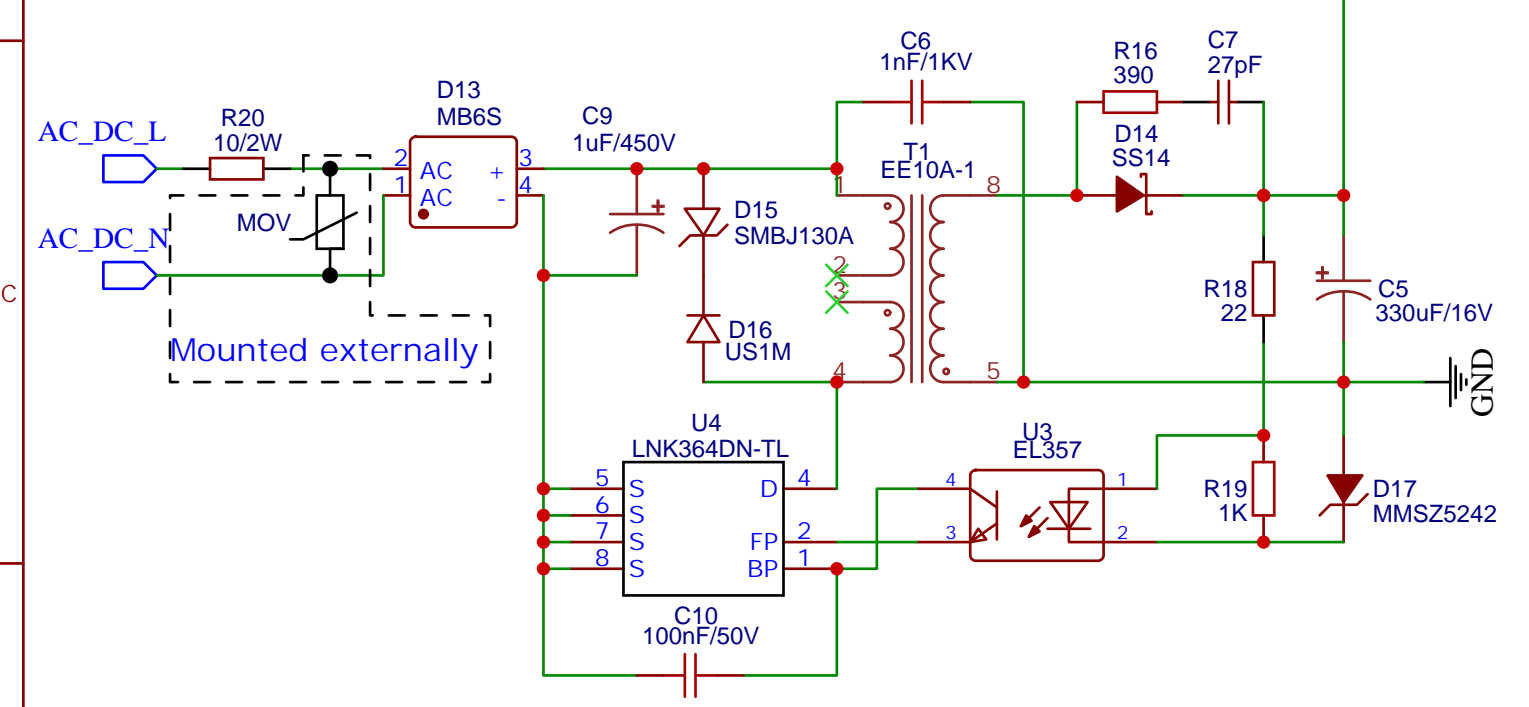 C6
1nF/1KV
R16
390
C7
27pF
D13
MB6S
R20
10/2W
C9
1uF/450V
AC_DC_L
D14
SS14
T1
EE10A-1
2 AC + 3
1 AC - 4
1
8
MOV
D15
SMBJ130A
AC_DC_N
2
3
C
R18
22
C5
330uF/16V
D16
US1M
Mounted externally
4
5
GND
U4
LNK364DN-TL
U3
EL357
5 S D 4
6 S
7 S FP 2
8 S BP 1
4
1
3
2
R19
1K
D17
MMSZ5242
C10
100nF/50V